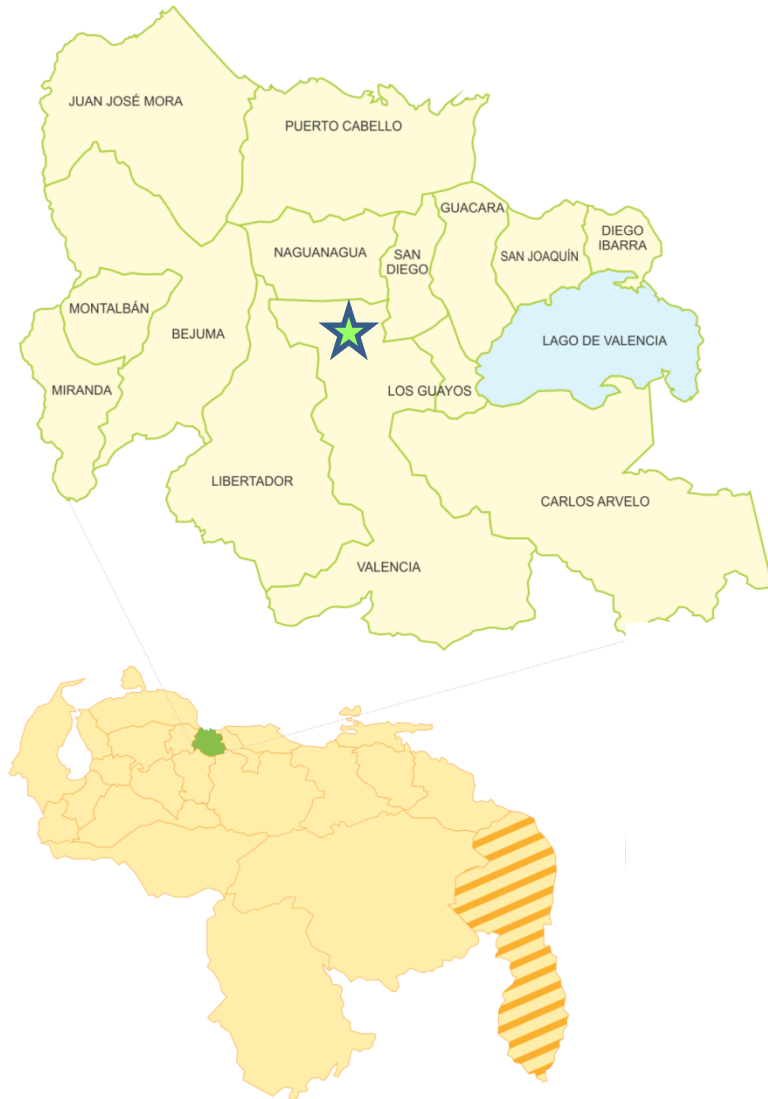 JUAN JOSÉ MORA
PUERTO CABELLO
GUACARA
DIEGO
IBARRA
NAGUANAGUA
SAN
DIEGO
SAN JOAQUÍN
MONTALBÁN
BEJUMA
LAGO DE VALENCIA
MIRANDA
LOS GUAYOS
LIBERTADOR
CARLOS ARVELO
VALENCIA